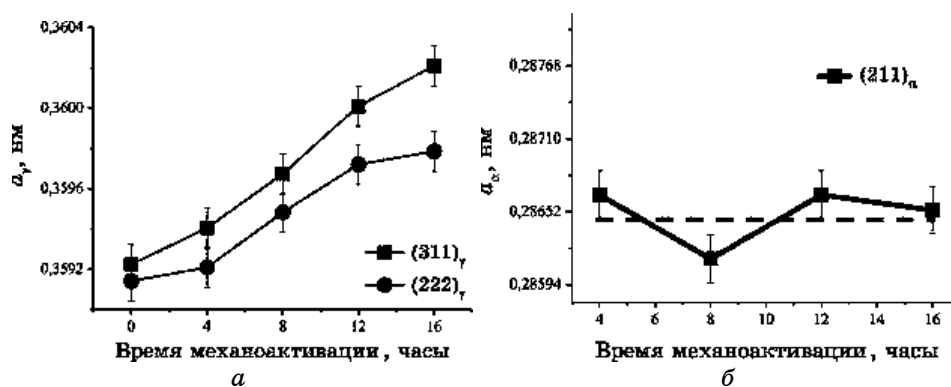 0,3604
0,3600
0,3596
0,3592
aγ, нм
(311)γ
(222)γ
0 4 8 12 16
Время механоактивации, часы
а
0,28768
0,28710
0,28652
0,28594
aα, нм
(211)α
4 6 8 10 12 14 16
Время механоактивации, часы
б